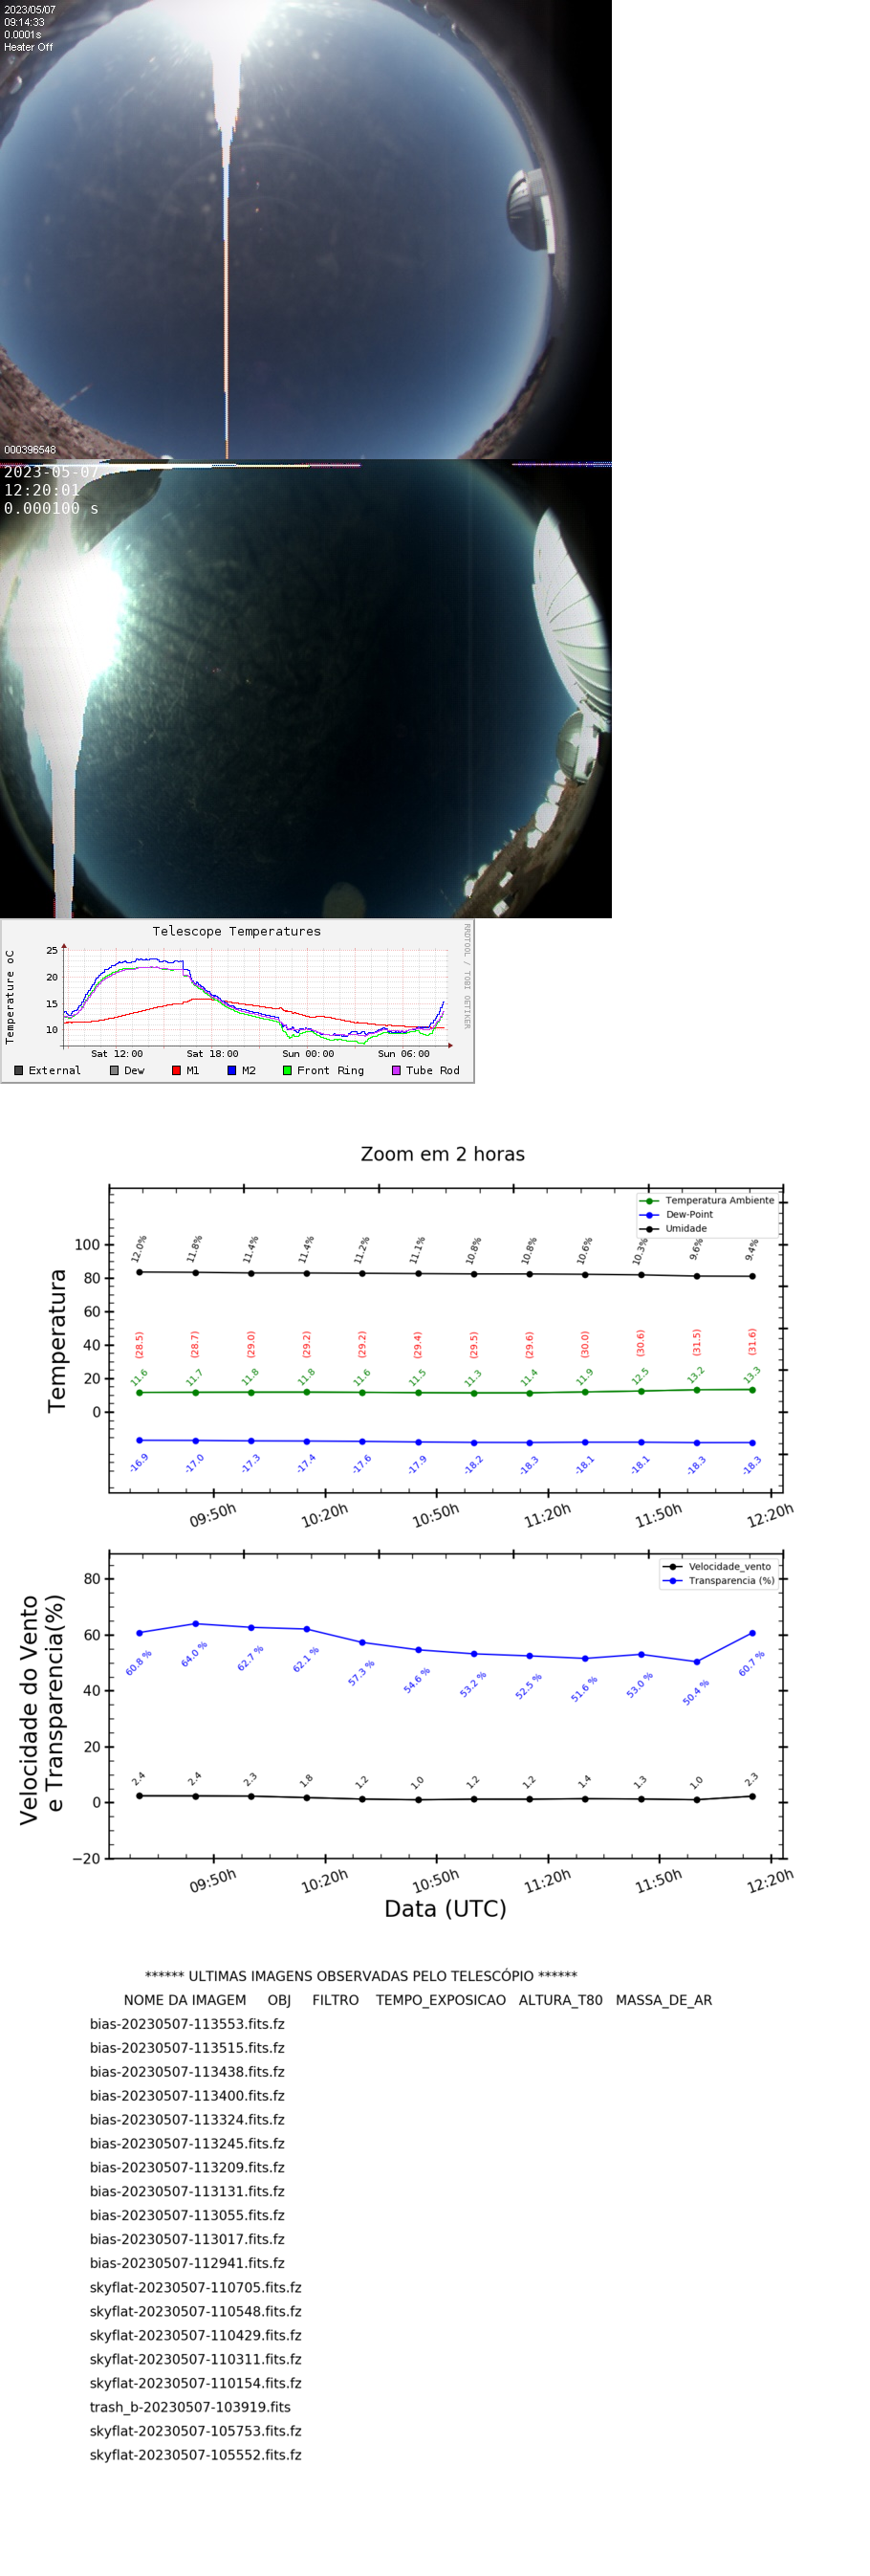 2023/05/07
09:14:33
0.0001s
Heater Off
000396548
2023-05-07
12:20:01
0.000100 s
Telescope Temperatures
RRDTOOL / TOBI OETIKER
Temperature oC
25
20
15
10
Sat 12:00 Sat 18:00 Sun 00:00 Sun 06:00
External Dew M1 M2 Front Ring Tube Rod
Zoom em 2 horas
Temperatura Ambiente
Dew-Point
Umidade
Temperatura
100
80
60
40
20
0
12.0% 11.8% 11.4% 11.4% 11.2% 11.1% 10.8% 10.8% 10.6% 10.3% 9.6% 9.4%
(28.5) (28.7) (29.0) (29.2) (29.2) (29.4) (29.5) (29.6) (30.0) (30.6) (31.5) (31.6)
11.6 11.7 11.8 11.8 11.6 11.5 11.3 11.4 11.9 12.5 13.2 13.3
-16.9 -17.0 -17.3 -17.4 -17.6 -17.9 -18.2 -18.3 -18.1 -18.1 -18.3 -18.3
09:50h 10:20h 10:50h 11:20h 11:50h 12:20h
Velocidade_vento
Transparencia (%)
Velocidade do Vento
e Transparencia(%)
80
60
40
20
0
−20
60.8 % 64.0 % 62.7 % 62.1 % 57.3 % 54.6 % 53.2 % 52.5 % 51.6 % 53.0 % 50.4 % 60.7 %
2.4 2.4 2.3 1.8 1.2 1.0 1.2 1.2 1.4 1.3 1.0 2.3
09:50h 10:20h 10:50h 11:20h 11:50h 12:20h
Data (UTC)
****** ULTIMAS IMAGENS OBSERVADAS PELO TELESCÓPIO ******
NOME DA IMAGEM OBJ FILTRO TEMPO_EXPOSICAO ALTURA_T80 MASSA_DE_AR
bias-20230507-113553.fits.fz
bias-20230507-113515.fits.fz
bias-20230507-113438.fits.fz
bias-20230507-113400.fits.fz
bias-20230507-113324.fits.fz
bias-20230507-113245.fits.fz
bias-20230507-113209.fits.fz
bias-20230507-113131.fits.fz
bias-20230507-113055.fits.fz
bias-20230507-113017.fits.fz
bias-20230507-112941.fits.fz
skyflat-20230507-110705.fits.fz
skyflat-20230507-110548.fits.fz
skyflat-20230507-110429.fits.fz
skyflat-20230507-110311.fits.fz
skyflat-20230507-110154.fits.fz
trash_b-20230507-103919.fits
skyflat-20230507-105753.fits.fz
skyflat-20230507-105552.fits.fz